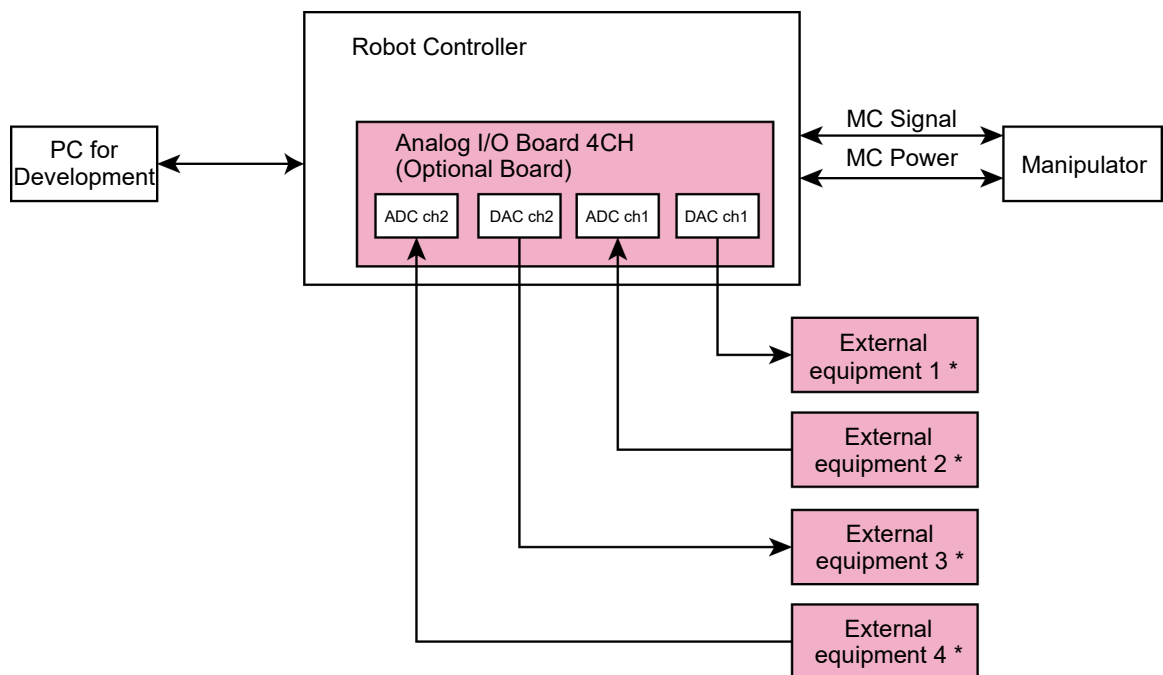 Robot Controller
PC for
Development
Analog I/O Board 4CH
(Optional Board)
ADC ch2
DAC ch2
ADC ch1
DAC ch1
MC Signal
MC Power
Manipulator
External
equipment 1 *
External
equipment 2 *
External
equipment 3 *
External
equipment 4 *